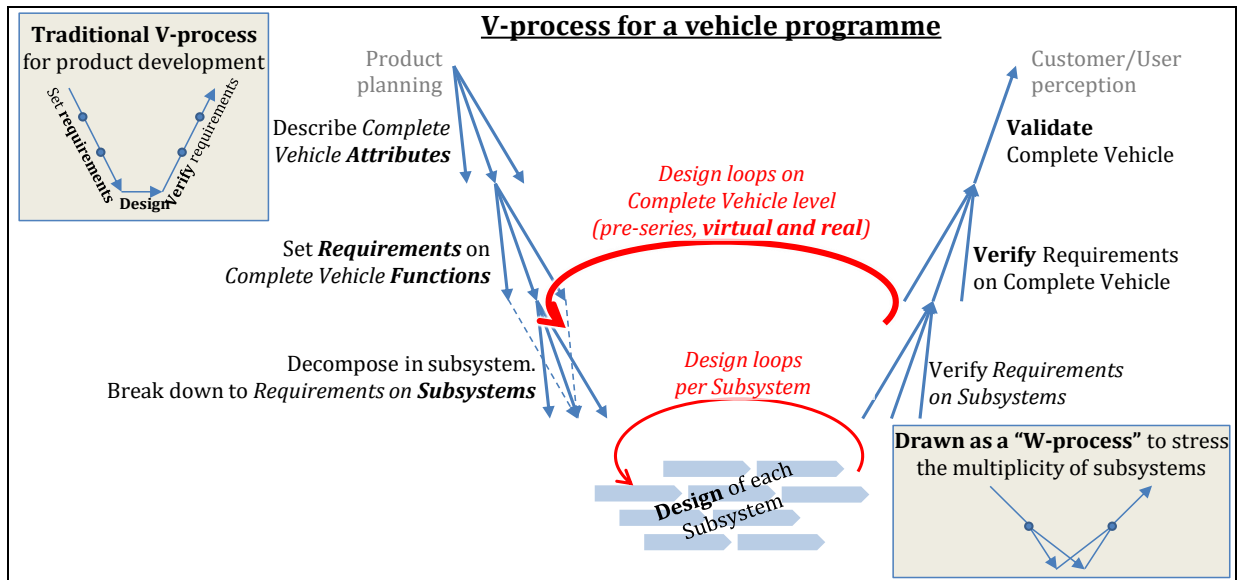 V-process for a vehicle programme
Traditional V-process
for product development
Set requirements
Design
Verify requirements
Product
planning
Describe Complete
Vehicle Attributes
Set Requirements on
Complete Vehicle Functions
Decompose in subsystem.
Break down to Requirements on Subsystems
Design loops on
Complete Vehicle level
(pre-series, virtual and real)
Design loops
per Subsystem
Design of each
Subsystem
Customer/User
perception
Validate
Complete Vehicle
Verify Requirements
on Complete Vehicle
Verify Requirements
on Subsystems
Drawn as a “W-process” to stress
the multiplicity of subsystems